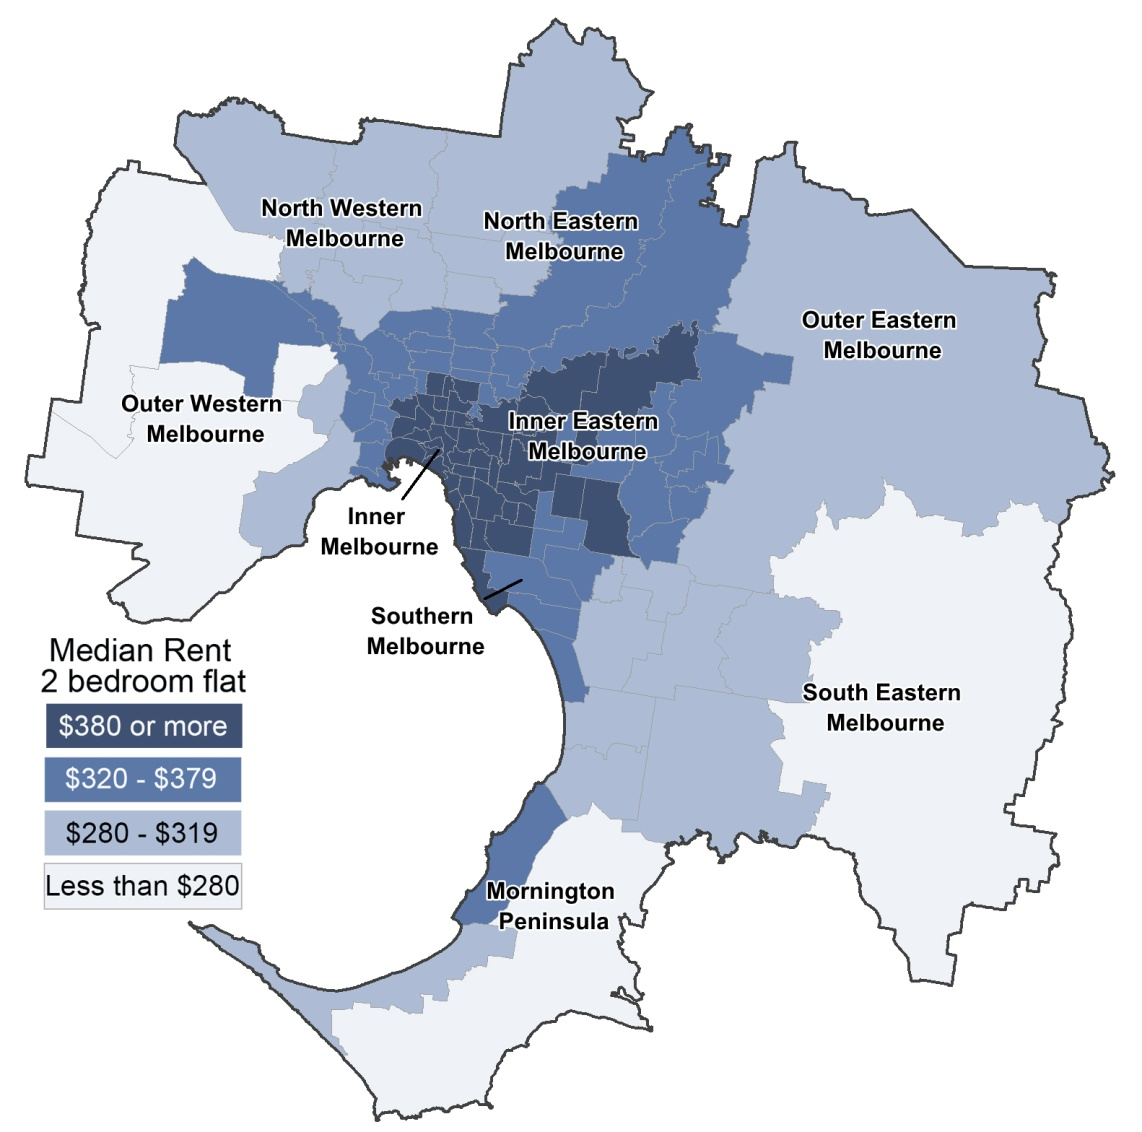 North Western
Melbourne
North Eastern
Melbourne
Outer Eastern
Melbourne
Outer Western
Melbourne
Inner Eastern
Melbourne
Inner
Melbourne
Southern
Melbourne
South Eastern
Melbourne
Mornington
Peninsula
Median Rent
2 bedroom flat
$380 or more
$320 - $379
$280 - $319
Less than $280